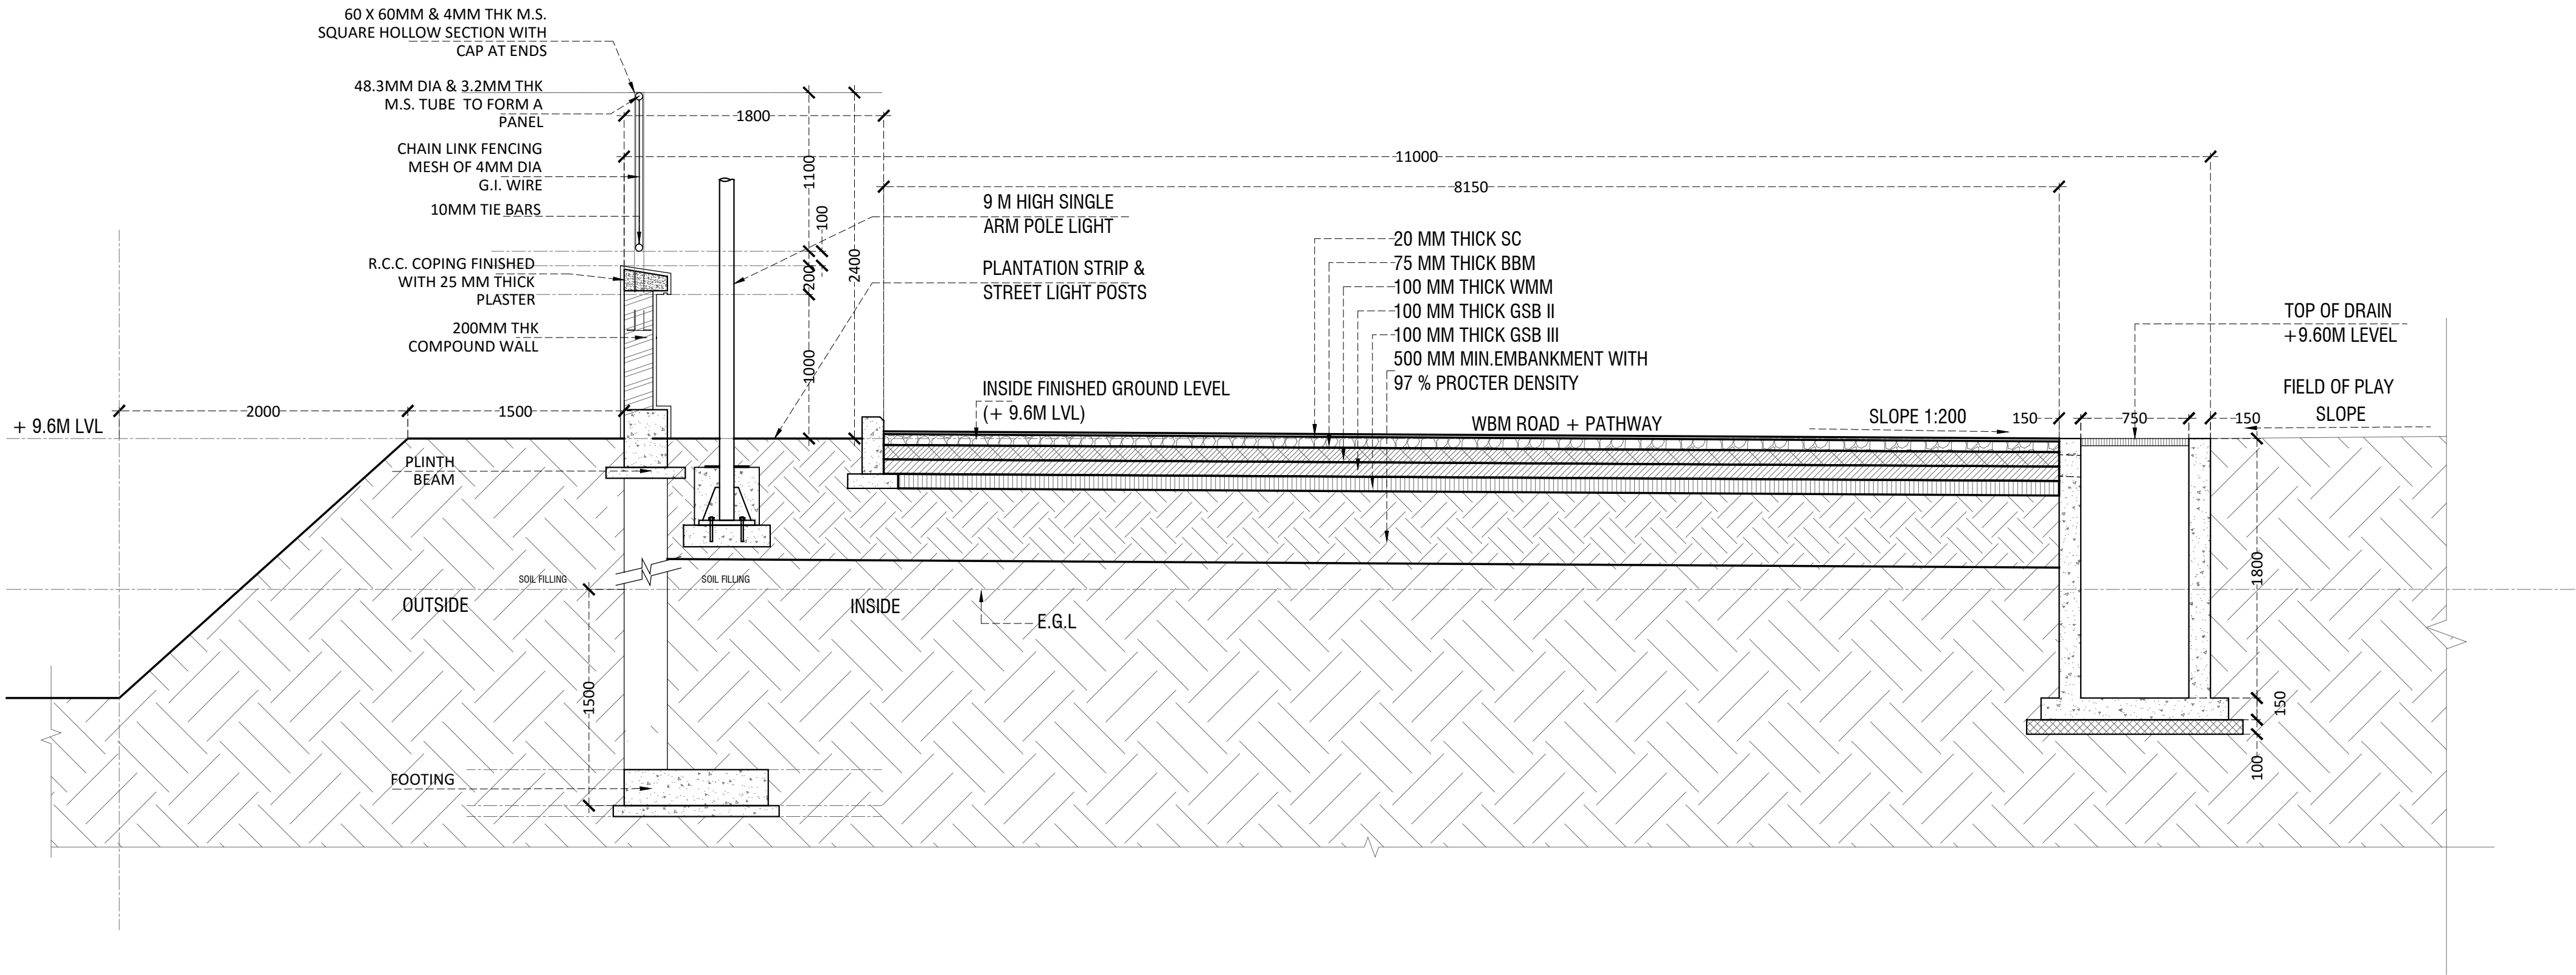 60 X 60MM & 4MM THK M.S.
SQUARE HOLLOW SECTION WITH
CAP AT ENDS
48.3MM DIA & 3.2MM THK
M.S. TUBE TO FORM A
PANEL
CHAIN LINK FENCING
MESH OF 4MM DIA
G.I. WIRE
10MM TIE BARS
R.C.C. COPING FINISHED
WITH 25 MM THICK
PLASTER
200MM THK
COMPOUND WALL
1800
11000
8150
1100
100
200
2400
1000
9 M HIGH SINGLE
ARM POLE LIGHT
PLANTATION STRIP &
STREET LIGHT POSTS
20 MM THICK SC
75 MM THICK BBM
100 MM THICK WMM
100 MM THICK GSB II
100 MM THICK GSB III
500 MM MIN.EMBANKMENT WITH
97 % PROCTER DENSITY
TOP OF DRAIN
+9.60M LEVEL
INSIDE FINISHED GROUND LEVEL
(+ 9.6M LVL)
WBM ROAD + PATHWAY
SLOPE 1:200
FIELD OF PLAY
SLOPE
150
750
150
2000
1500
+ 9.6M LVL
PLINTH
BEAM
SOIL FILLING
SOIL FILLING
OUTSIDE
INSIDE
E.G.L
1800
1500
150
100
FOOTING